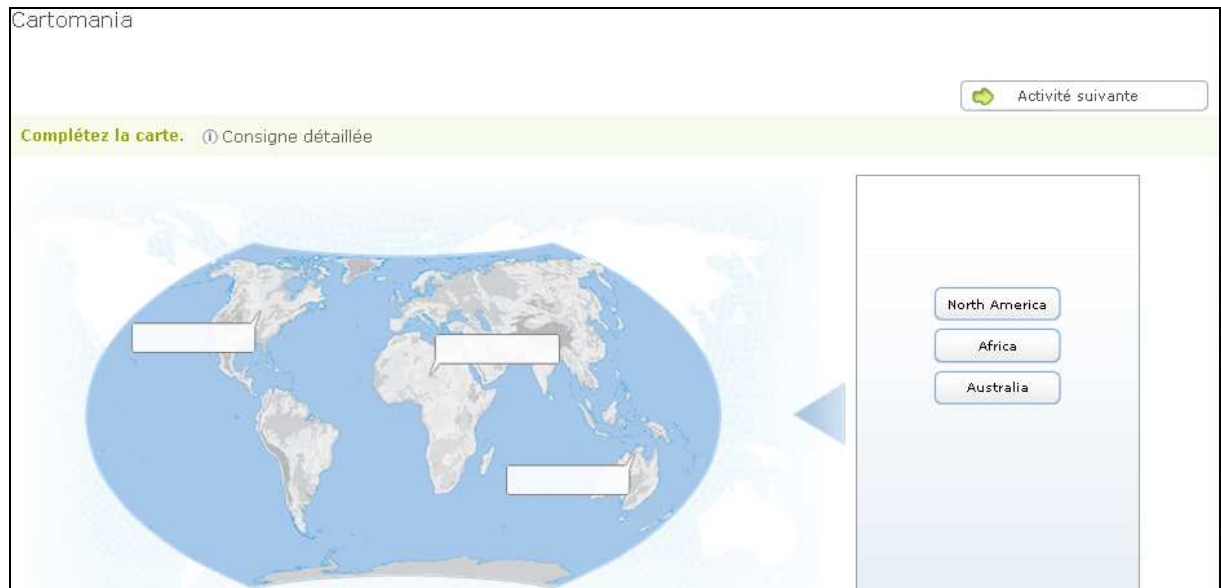 Cartomania
Activité suivante
Complétez la carte. Consigne détaillée
North America
Africa
Australia